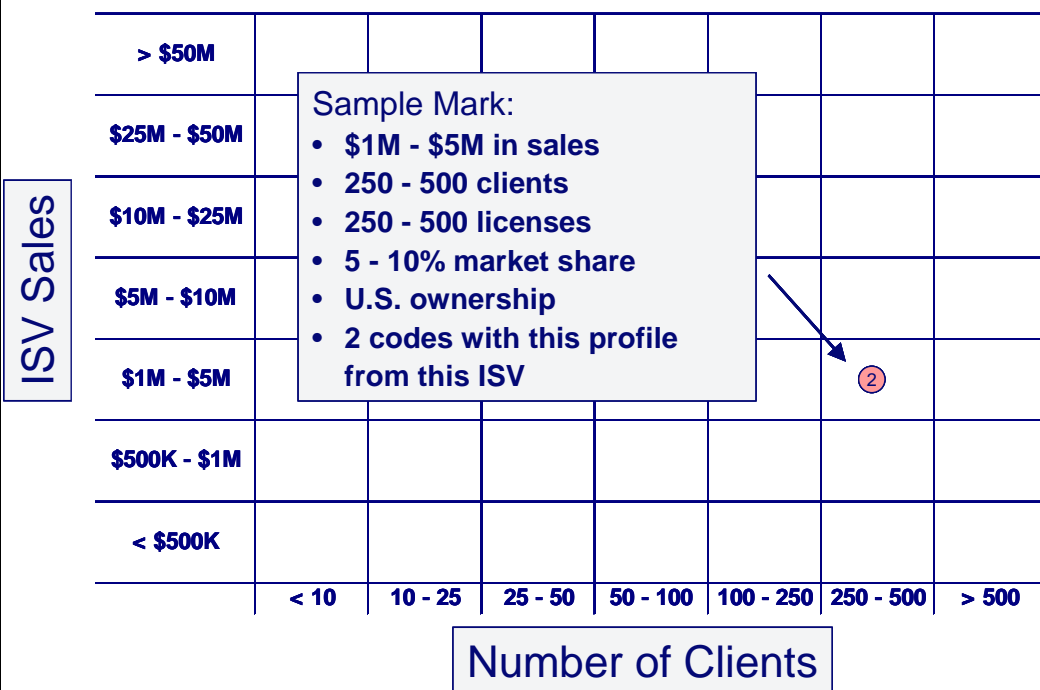 > $50M
Sample Mark:
$25M - $50M
• $1M - $5M in sales
• 250 - 500 clients
$10M - $25M
• 250 - 500 licenses
• 5 - 10% market share
ISV Sales
$5M - $10M
• U.S. ownership
• 2 codes with this profile
from this ISV
$1M - $5M
2
$500K - $1M
< $500K
< 10 10 - 25 25 - 50 50 - 100 100 - 250 250 - 500 > 500
Number of Clients